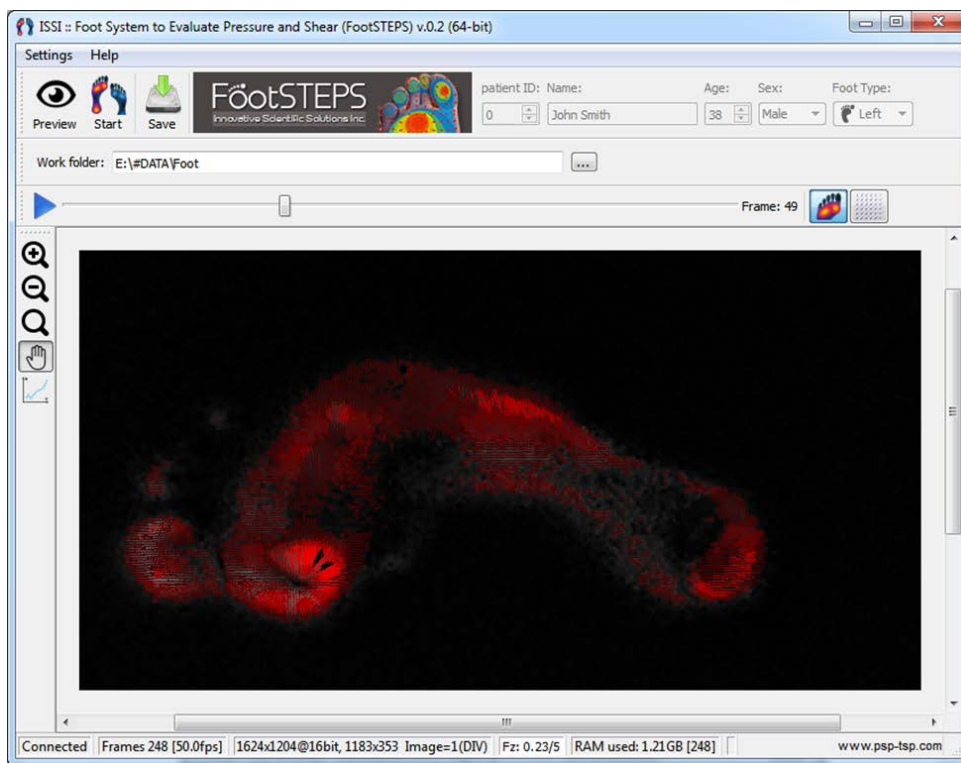 ISSI :: Foot System to Evaluate Pressure and Shear (FootSTEPS) v.0.2 (64-bit)
Settings Help
Preview Start Save
FootSTEPS
Innovative Scientific Solutions Inc.
patient ID: Name: Age: Sex: Foot Type:
0 John Smith 38 Male Left
Work folder: E:\#DATA\Foot ...
Frame: 49
Connected Frames 248 [50.0fps] 1624x1204@16bit, 1183x353 Image=1(DIV) Fz: 0.23/5 RAM used: 1.21GB [248] www.psp-tsp.com